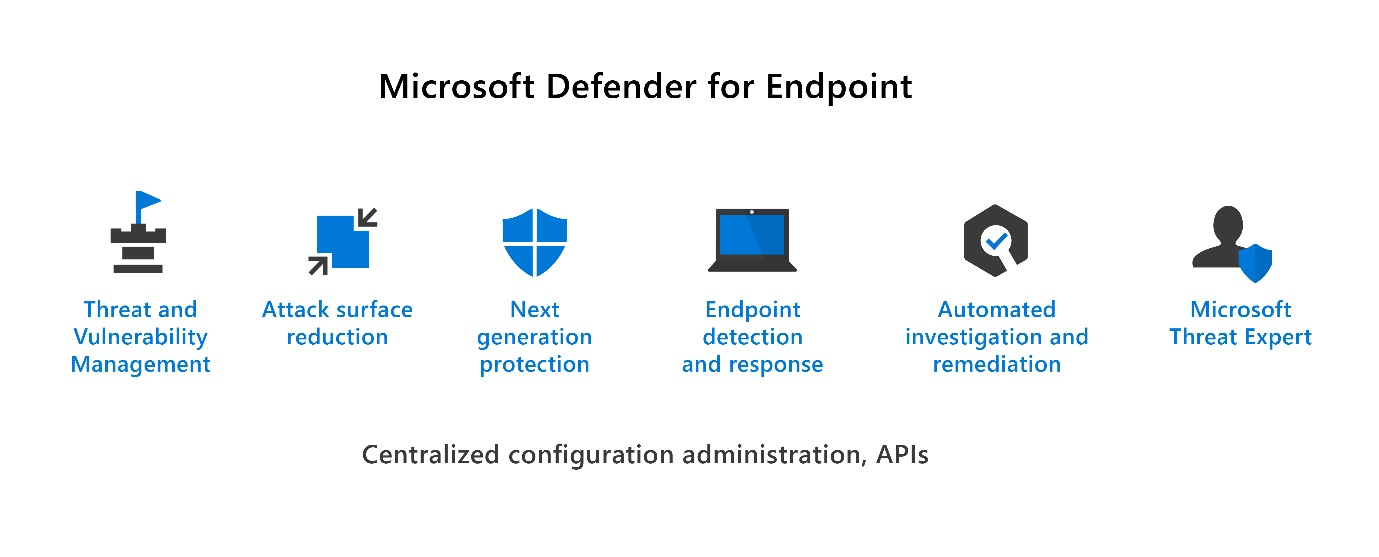 Microsoft Defender for Endpoint
Threat and
Vulnerability
Management
Attack surface
reduction
Next
generation
protection
Endpoint
detection
and response
Automated
investigation and
remediation
Microsoft
Threat Expert
Centralized configuration administration, APIs